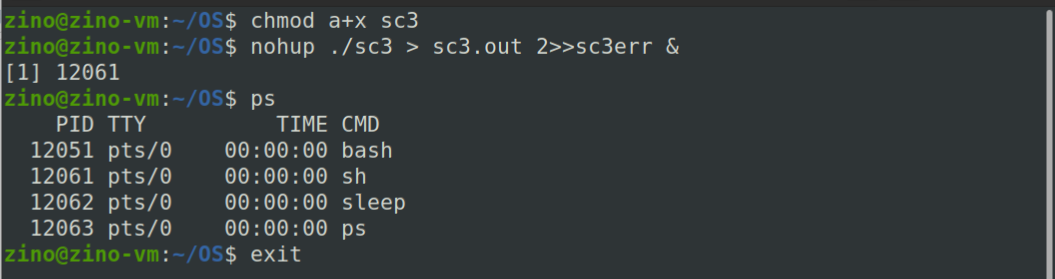 zino@zino-vm:~/OS$ chmod a+x sc3
zino@zino-vm:~/OS$ nohup ./sc3 > sc3.out 2>>sc3err &
[1] 12061
zino@zino-vm:~/OS$ ps
    PID TTY          TIME CMD
  12051 pts/0    00:00:00 bash
  12061 pts/0    00:00:00 sh
  12062 pts/0    00:00:00 sleep
  12063 pts/0    00:00:00 ps
zino@zino-vm:~/OS$ exit